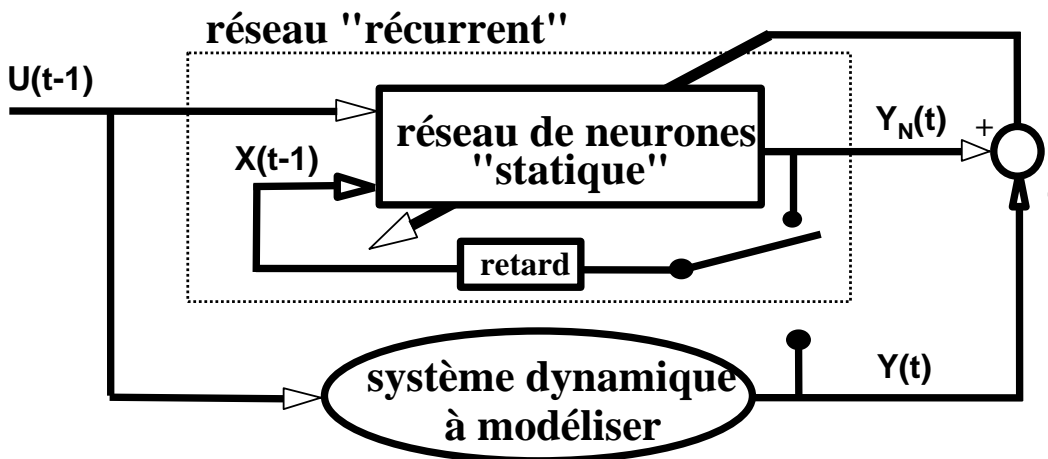 réseau "récurrent"
U(t-1)
réseau de neurones
"statique"
Y_N(t)
+
X(t-1)
retard
système dynamique
à modéliser
Y(t)